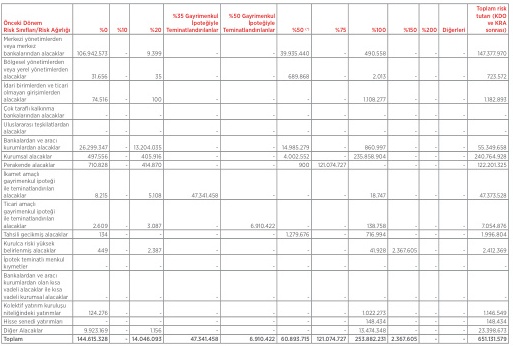 Önceki Dönem
Risk Sınıfları/Risk Ağırlığı %0 %10 %20 %35 Gayrimenkul İpoteğiyle Teminatlandırılanlar %50 Gayrimenkul İpoteğiyle Teminatlandırılanlar %50 %75 %100 %150 %200 Diğerleri Toplam risk tutarı (KDO ve KRA sonrası)
Merkezi yönetimlerden
veya merkez
bankalarından alacaklar 106.942.573 - 9.399 - - 39.935.440 - 490.558 - - - 147.377.970
Bölgesel yönetimlerden
veya yerel yönetimlerden
alacaklar 31.656 - 35 - - 689.868 - 2.013 - - - 723.572
İdari birimlerden ve ticari
olmayan girişimlerden
alacaklar 74.516 - 100 - - - - 1.108.277 - - - 1.182.893
Çok taraflı kalkınma
bankalarından alacaklar - - - - - - - - - - - -
Uluslararası teşkilatlardan
alacaklar - - - - - - - - - - - -
Bankalardan ve aracı
kurumlardan alacaklar 26.299.347 - 13.204.035 - - 14.985.279 - 860.997 - - - 55.349.658
Kurumsal alacaklar 497.556 - 405.916 - - 4.002.552 - 235.858.904 - - - 240.764.928
Perakende alacaklar 710.828 - 414.870 - - 900 121.074.727 - - - - 122.201.325
İkamet amaçlı
gayrimenkul ipoteği
ile teminatlandırılan
alacaklar 8.215 - 5.108 47.341.458 - - - 18.747 - - - 47.373.528
Ticari amaçlı
gayrimenkul ipoteği
ile teminatlandırılan
alacaklar 2.609 - 3.087 - 6.910.422 - - 138.758 - - - 7.054.876
Tahsili gecikmiş alacaklar 134 - - - - 1.279.676 - 716.994 - - - 1.996.804
Kurulca riski yüksek
belirlenmiş alacaklar 449 - 2.387 - - - - 41.928 2.367.605 - - 2.412.369
İpotek teminatlı menkul
kıymetler - - - - - - - - - - - -
Bankalardan ve aracı
kurumlardan olan kısa
vadeli alacaklar ile kısa
vadeli kurumsal alacaklar - - - - - - - - - - - -
Kolektif yatırım kuruluşu
niteliğindeki yatırımlar 124.276 - - - - - - 1.022.273 - - - 1.146.549
Hisse senedi yatırımları - - - - - - - 148.434 - - - 148.434
Diğer Alacaklar 9.923.169 - 1.156 - - - - 13.474.348 - - - 23.398.673
Toplam 144.615.328 - 14.046.093 47.341.458 6.910.422 60.893.715 121.074.727 253.882.231 2.367.605 - - 651.131.579